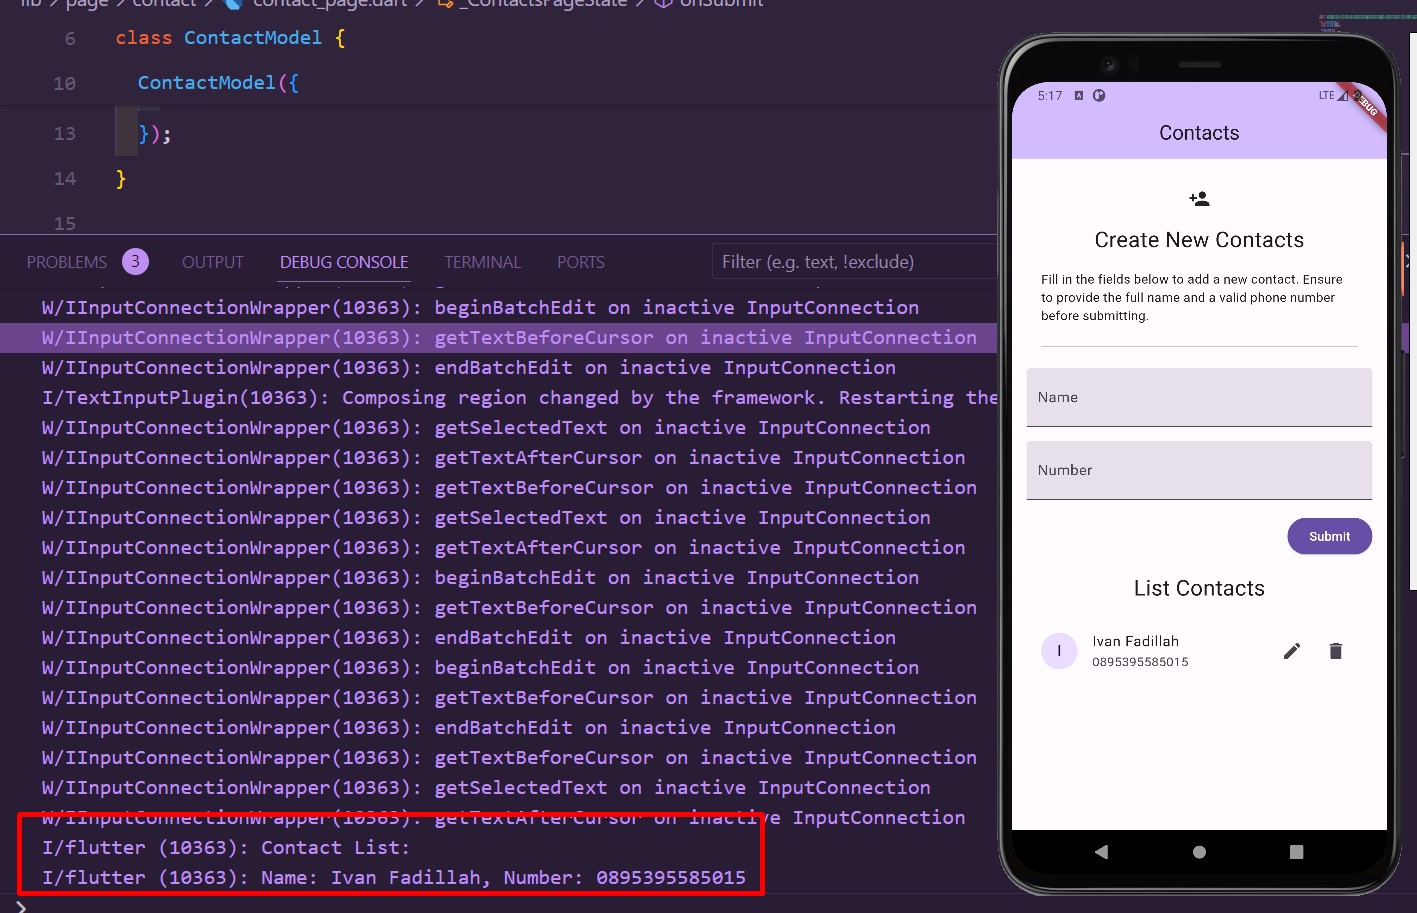 lib > page > contact > contact_page.dart > _ContactsPageState > onSubmit
6 class ContactModel {
10 ContactModel({
13 });
14 }
15
PROBLEMS 3 OUTPUT DEBUG CONSOLE TERMINAL PORTS Filter (e.g. text, !exclude)
W/IInputConnectionWrapper(10363): beginBatchEdit on inactive InputConnection
W/IInputConnectionWrapper(10363): getTextBeforeCursor on inactive InputConnection
W/IInputConnectionWrapper(10363): endBatchEdit on inactive InputConnection
I/TextInputPlugin(10363): Composing region changed by the framework. Restarting the
W/IInputConnectionWrapper(10363): getSelectedText on inactive InputConnection
W/IInputConnectionWrapper(10363): getTextAfterCursor on inactive InputConnection
W/IInputConnectionWrapper(10363): getTextBeforeCursor on inactive InputConnection
W/IInputConnectionWrapper(10363): getSelectedText on inactive InputConnection
W/IInputConnectionWrapper(10363): getTextAfterCursor on inactive InputConnection
W/IInputConnectionWrapper(10363): beginBatchEdit on inactive InputConnection
W/IInputConnectionWrapper(10363): getTextBeforeCursor on inactive InputConnection
W/IInputConnectionWrapper(10363): endBatchEdit on inactive InputConnection
W/IInputConnectionWrapper(10363): beginBatchEdit on inactive InputConnection
W/IInputConnectionWrapper(10363): getTextBeforeCursor on inactive InputConnection
W/IInputConnectionWrapper(10363): endBatchEdit on inactive InputConnection
W/IInputConnectionWrapper(10363): getTextBeforeCursor on inactive InputConnection
W/IInputConnectionWrapper(10363): getSelectedText on inactive InputConnection
W/IInputConnectionWrapper(10363): getTextAfterCursor on inactive InputConnection
I/flutter (10363): Contact List:
I/flutter (10363): Name: Ivan Fadillah, Number: 0895395585015
>
5:17 LTE
DEBUG
Contacts
Create New Contacts
Fill in the fields below to add a new contact. Ensure
to provide the full name and a valid phone number
before submitting.
Name
Number
Submit
List Contacts
I
Ivan Fadillah
0895395585015